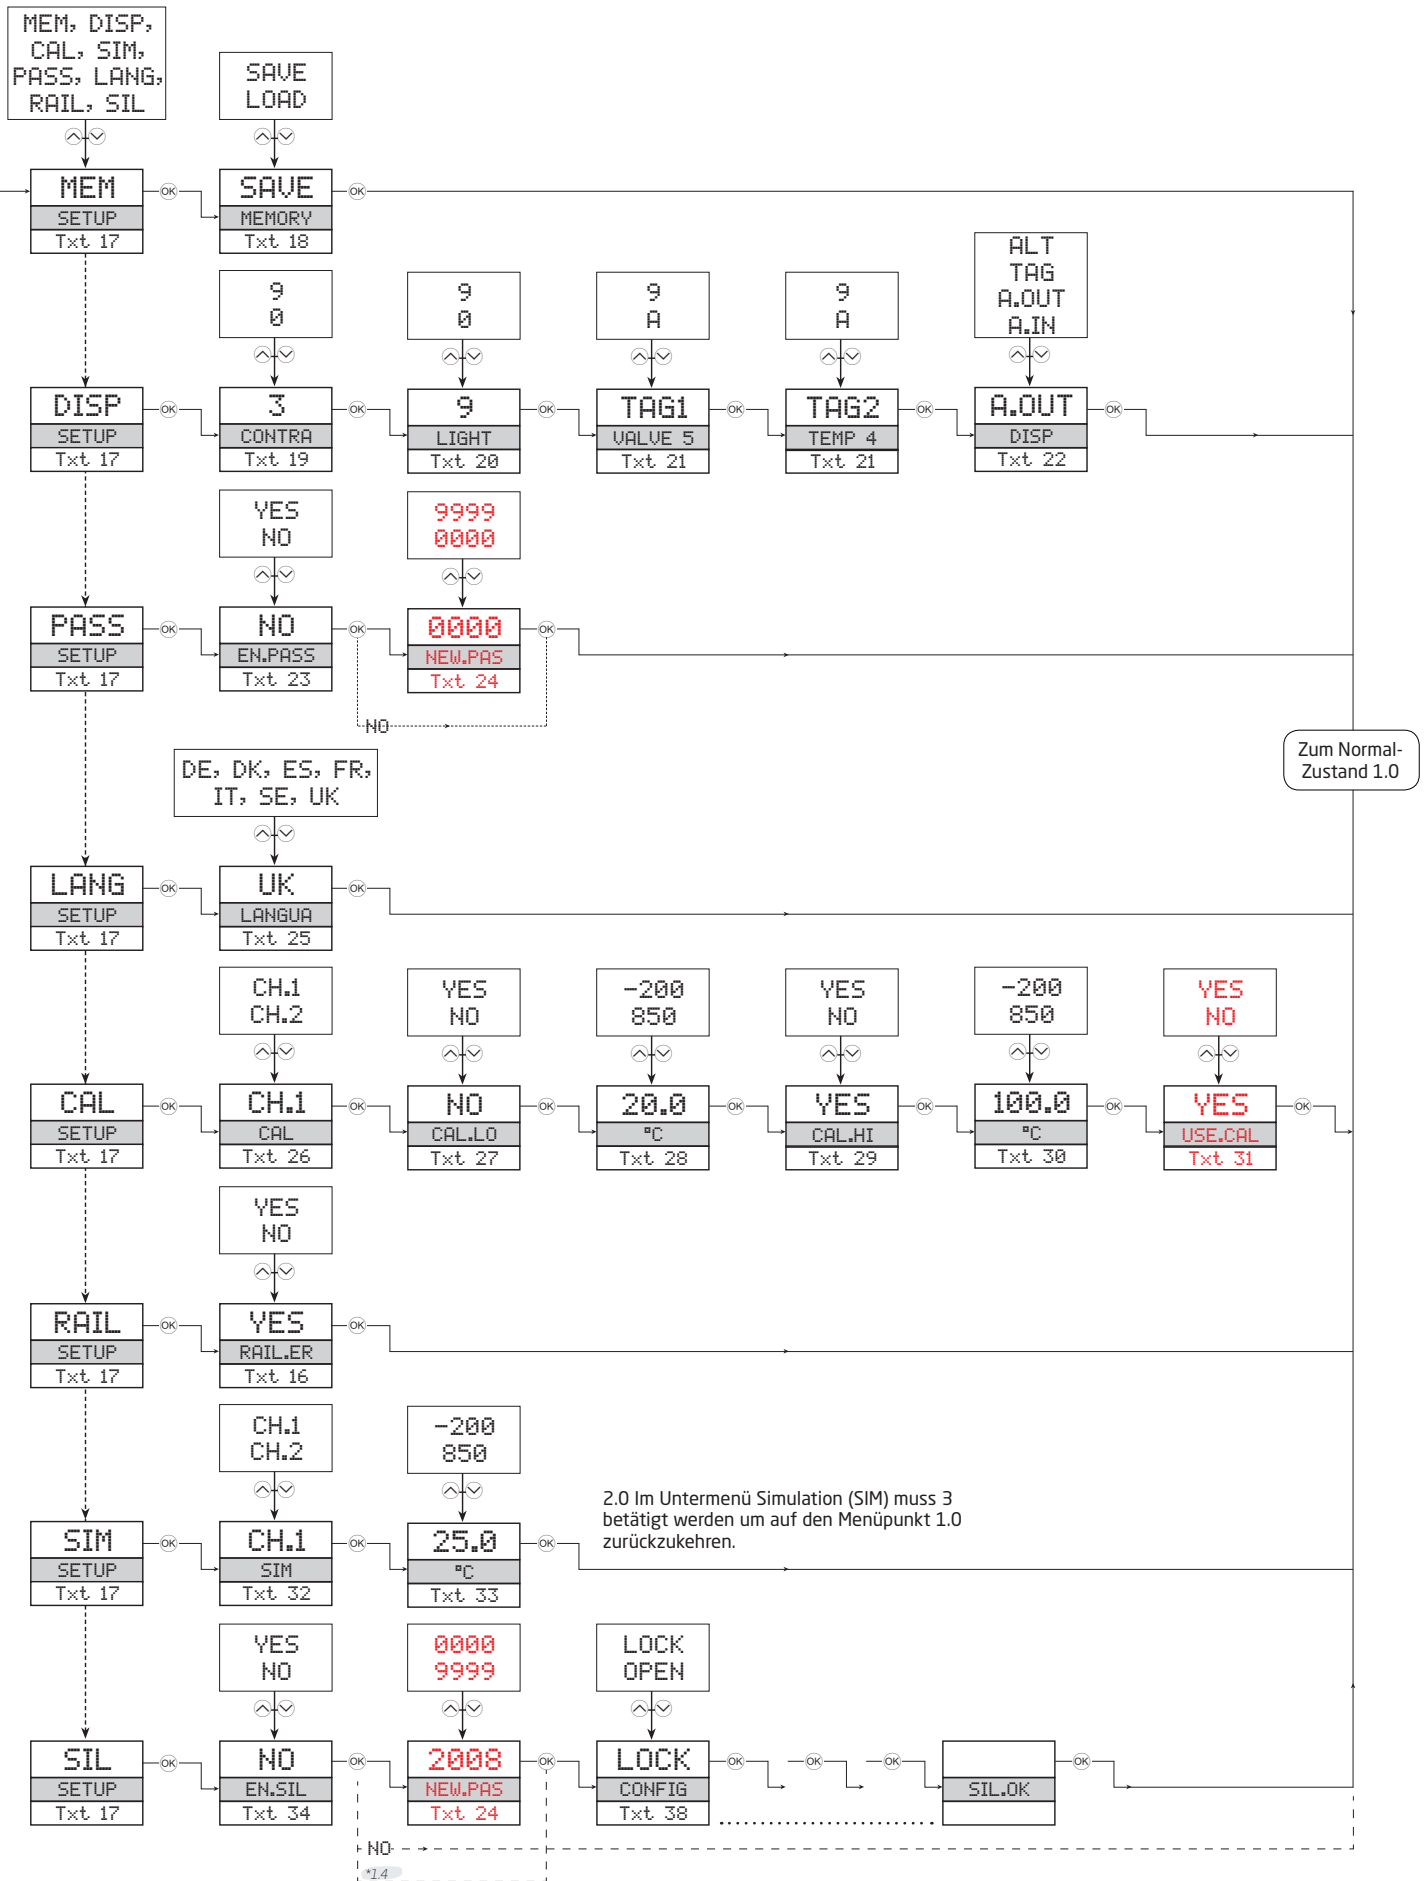 MEM, DISP,
CAL, SIM,
PASS, LANG,
RAIL, SIL
SAVE
LOAD
MEM
SETUP
Txt 17
OK
SAVE
MEMORY
Txt 18
OK
9
0
9
0
9
A
9
A
ALT
TAG
A.OUT
A.IN
DISP
SETUP
Txt 17
OK
3
CONTRA
Txt 19
OK
9
LIGHT
Txt 20
OK
TAG1
VALVE 5
Txt 21
OK
TAG2
TEMP 4
Txt 21
OK
A.OUT
DISP
Txt 22
OK
YES
NO
9999
0000
PASS
SETUP
Txt 17
OK
NO
EN.PASS
Txt 23
OK
0000
NEW.PAS
Txt 24
OK
NO
Zum Normal-
Zustand 1.0
DE, DK, ES, FR,
IT, SE, UK
LANG
SETUP
Txt 17
OK
UK
LANGUA
Txt 25
OK
CH.1
CH.2
YES
NO
-200
850
YES
NO
-200
850
YES
NO
CAL
SETUP
Txt 17
OK
CH.1
CAL
Txt 26
OK
NO
CAL.LO
Txt 27
OK
20.0
°C
Txt 28
OK
YES
CAL.HI
Txt 29
OK
100.0
°C
Txt 30
OK
YES
USE.CAL
Txt 31
OK
YES
NO
RAIL
SETUP
Txt 17
OK
YES
RAIL.ER
Txt 16
OK
CH.1
CH.2
-200
850
SIM
SETUP
Txt 17
OK
CH.1
SIM
Txt 32
OK
25.0
°C
Txt 33
OK
2.0 Im Untermenü Simulation (SIM) muss 3
betätigt werden um auf den Menüpunkt 1.0
zurückzukehren.
YES
NO
0000
9999
LOCK
OPEN
SIL
SETUP
Txt 17
OK
NO
EN.SIL
Txt 34
OK
2008
NEW.PAS
Txt 24
OK
LOCK
CONFIG
Txt 38
OK
OK
OK
SIL.OK
OK
NO
*1.4